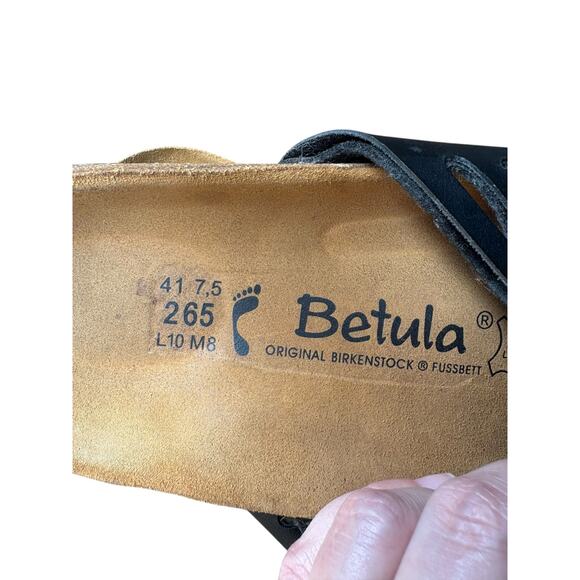 41 7,5
265
L10 M8
Betula ®
ORIGINAL BIRKENSTOCK ® FUSSBETT